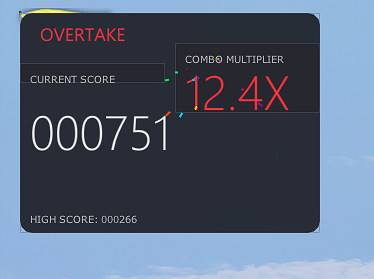 OVERTAKE
COMBO MULTIPLIER
12.4X
CURRENT SCORE
000751
HIGH SCORE: 000266